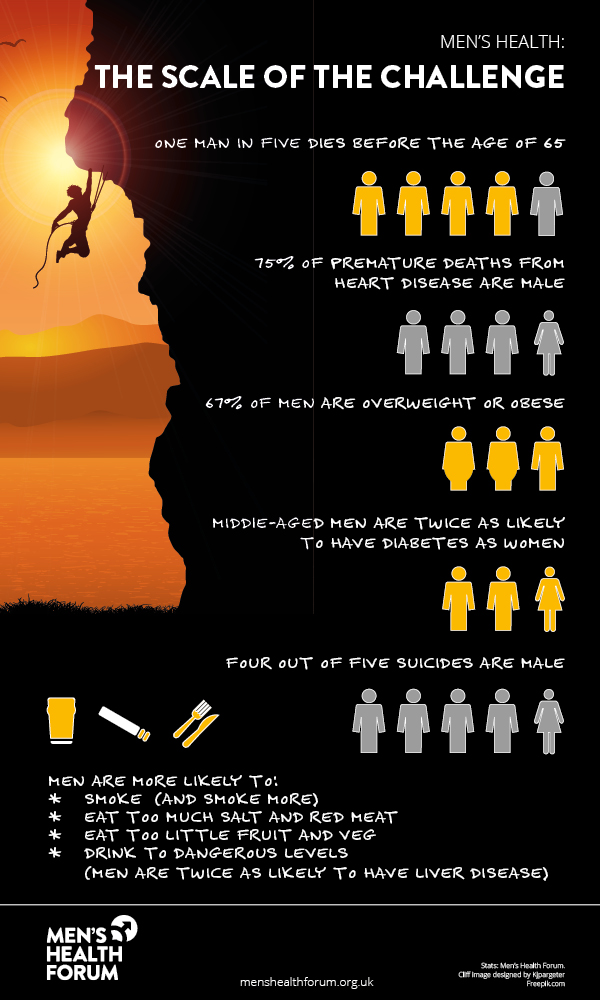 MEN'S HEALTH:
THE SCALE OF THE CHALLENGE
ONE MAN IN FIVE DIES BEFORE THE AGE OF 65
75% OF PREMATURE DEATHS FROM
HEART DISEASE ARE MALE
67% OF MEN ARE OVERWEIGHT OR OBESE
MIDDIE-AGED MEN ARE TWICE AS LIKELY
TO HAVE DIABETES AS WOMEN
FOUR OUT OF FIVE SUICIDES ARE MALE
MEN ARE MORE LIKELY TO:
* SMOKE (AND SMOKE MORE)
* EAT TOO MUCH SALT AND RED MEAT
* EAT TOO LITTLE FRUIT AND VEG
* DRINK TO DANGEROUS LEVELS
(MEN ARE TWICE AS LIKELY TO HAVE LIVER DISEASE)
MEN'S
HEALTH
FORUM
menshealthforum.org.uk
Stats: Men's Health Forum.
Cliff image designed by Kjpargeter
Freepik.com